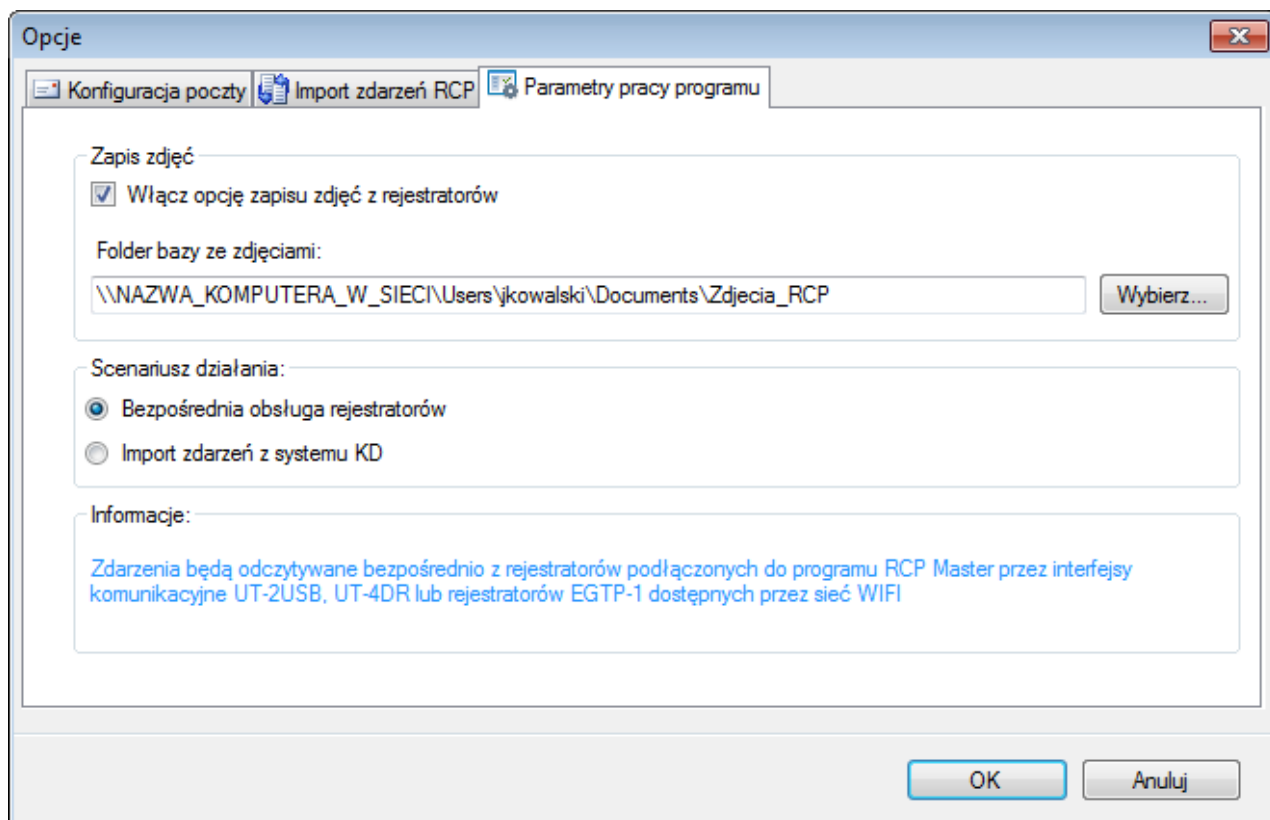 Opcje
Konfiguracja poczty Import zdarzeń RCP Parametry pracy programu
Zapis zdjęć
Włącz opcję zapisu zdjęć z rejestratorów
Folder bazy ze zdjęciami:
\\NAZWA_KOMPUTERA_W_SIECI\Users\jkowalski\Documents\Zdjecia_RCP Wybierz...
Scenariusz działania:
Bezpośrednia obsługa rejestratorów
Import zdarzeń z systemu KD
Informacje:
Zdarzenia będą odczytywane bezpośrednio z rejestratorów podłączonych do programu RCP Master przez interfejsy
komunikacyjne UT-2USB, UT-4DR lub rejestratorów EGTP-1 dostępnych przez sieć WIFI
OK Anuluj